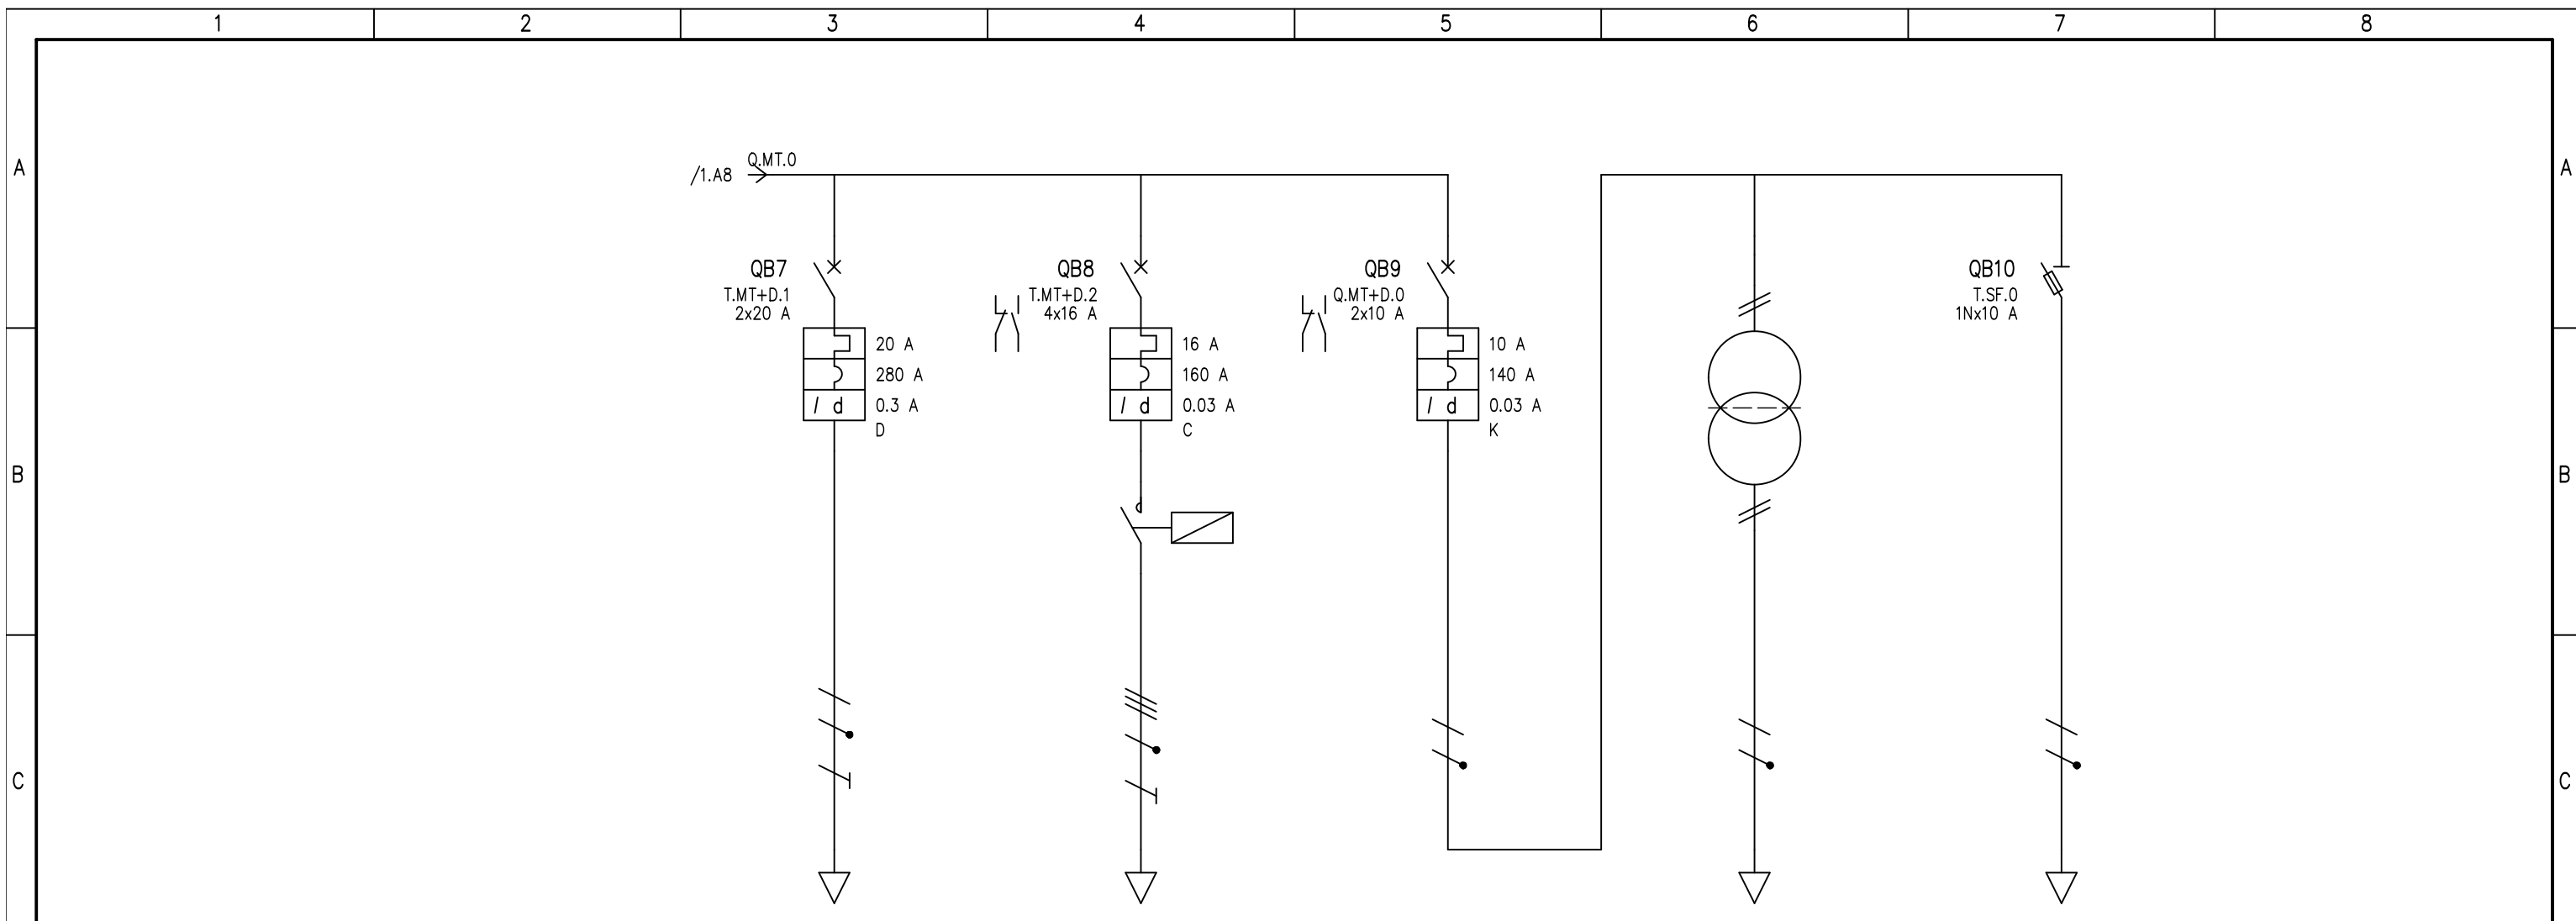 1 2 3 4 5 6 7 8
A A
Q.MT.0
/1.A8
QB7
T.MT+D.1
2x20 A
20 A
280 A
I d 0.3 A
D
QB8
T.MT+D.2
4x16 A
16 A
160 A
I d 0.03 A
C
QB9
Q.MT+D.0
2x10 A
10 A
140 A
I d 0.03 A
K
QB10
T.SF.0
1Nx10 A
B B
C C